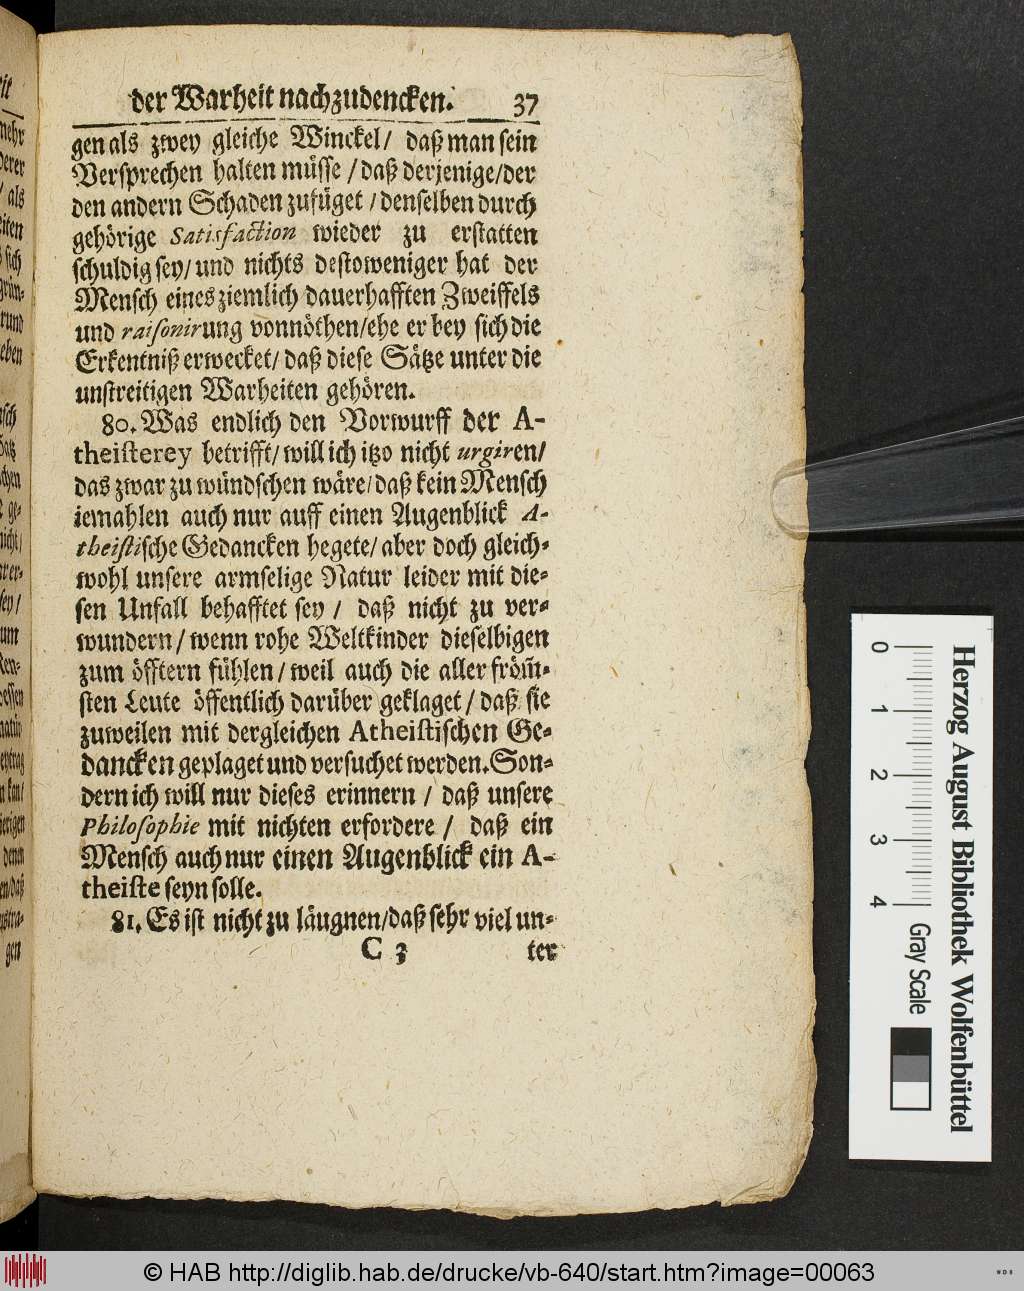 der Warheit nachzudencken. 37
gen als zwey gleiche Winckel / daß man sein
Versprechen halten müsse / daß derjenige / der
den andern Schaden zufüget / denselben durch
gehörige Satisfaction wieder zu erstatten
schuldig sey / und nichts destoweniger hat der
Mensch eines ziemlich dauerhafften Zweiffels
und raisonirung vonnöthen / ehe er bey sich die
Erkentniß erwecket / daß diese Sätze unter die
unstreitigen Warheiten gehören.
80. Was endlich den Vorwurff der A-
theisterey betrifft / will ich itzo nicht urgiren /
das zwar zu wündschen wäre / daß kein Mensch
iemahlen auch nur auff einen Augenblick A-
theistische Gedancken hegete / aber doch gleich-
wohl unsere armselige Natur leider mit die-
sen Unfall behafftet sey / daß nicht zu ver-
wundern / wenn rohe Weltkinder dieselbigen
zum öfftern fühlen / weil auch die aller from̃-
sten Leute öffentlich darüber geklaget / daß sie
zuweilen mit dergleichen Atheistischen Ge-
dancken geplaget und versuchet werden. Son-
dern ich will nur dieses erinnern / daß unsere
Philosophie mit nichten erfordere / daß ein
Mensch auch nur einen Augenblick ein A-
theiste seyn solle.
81. Es ist nicht zu läugnen / daß sehr viel un-
C 3 ter
0 1 2 3 4
Gray Scale
Herzog August Bibliothek Wolfenbüttel
© HAB http://diglib.hab.de/drucke/vb-640/start.htm?image=00063